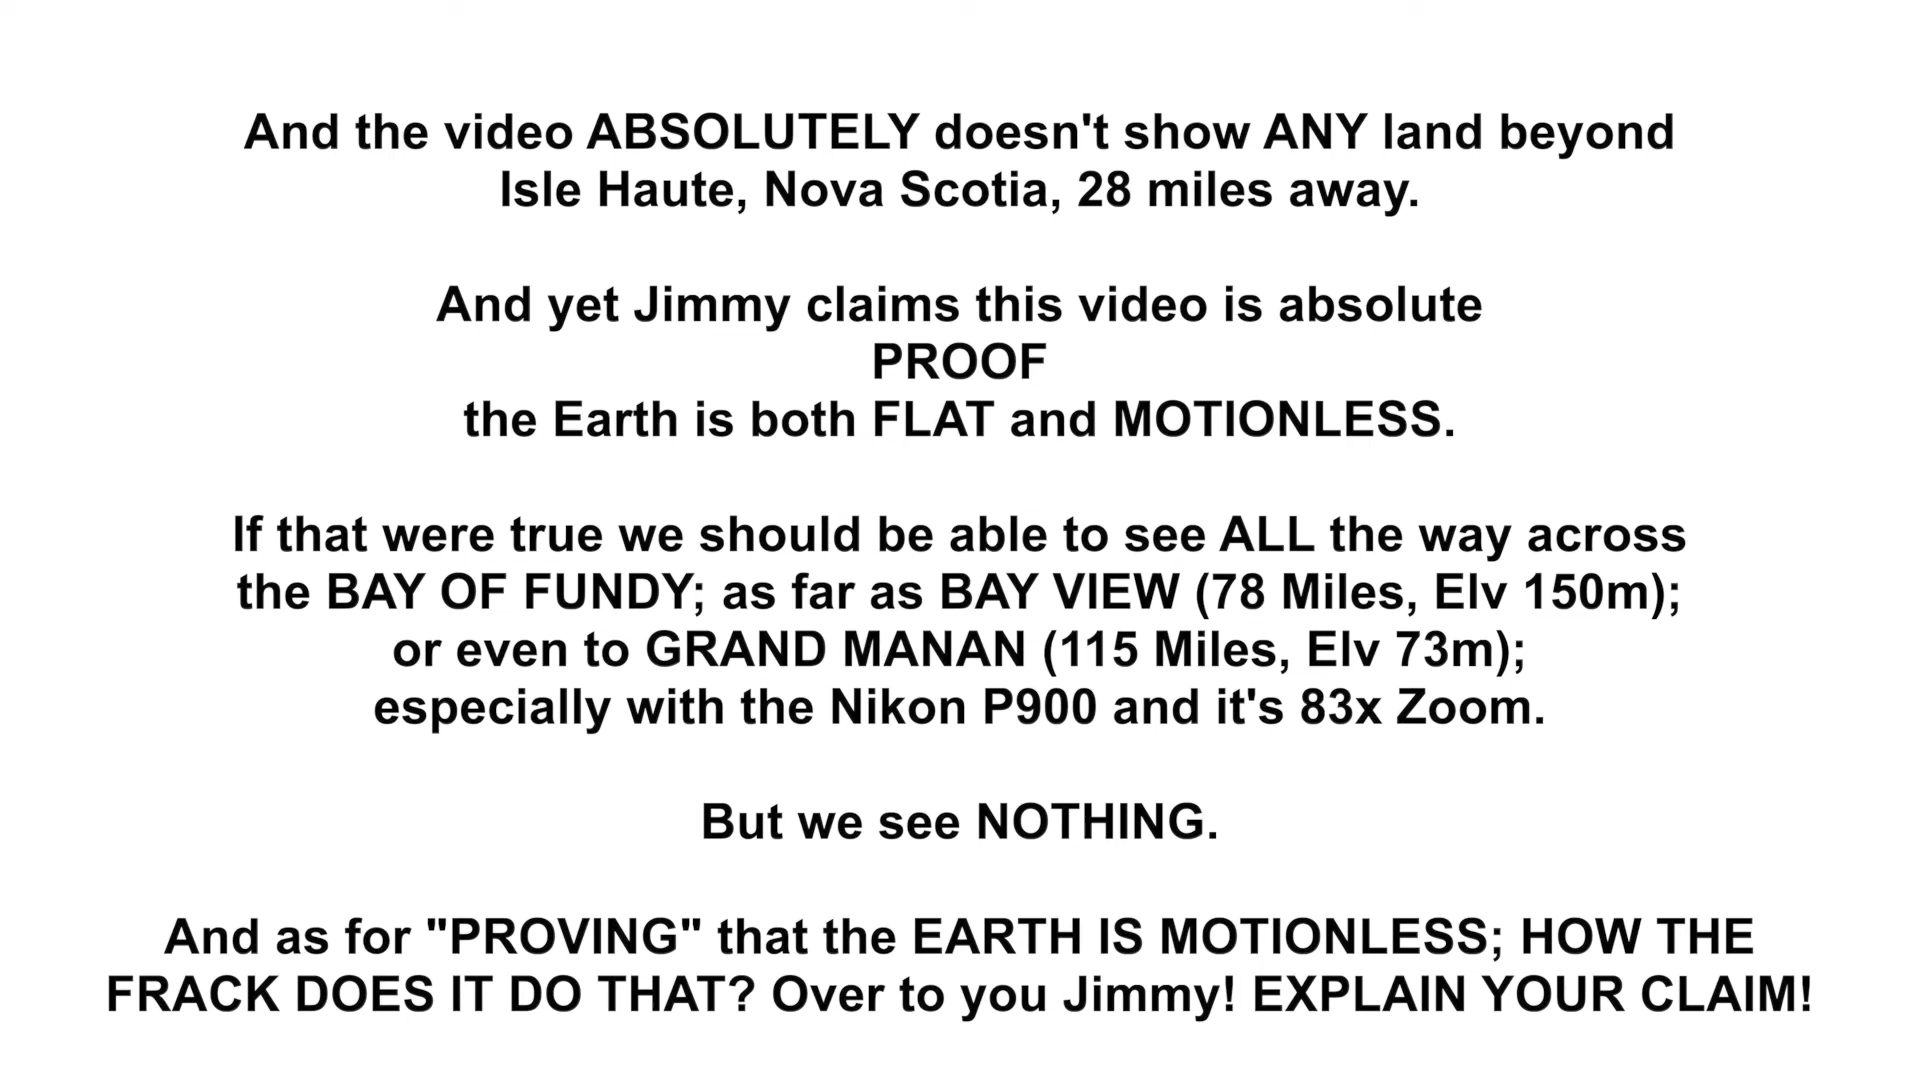 And the video ABSOLUTELY doesn't show ANY land beyond
Isle Haute, Nova Scotia, 28 miles away.
And yet Jimmy claims this video is absolute
PROOF
the Earth is both FLAT and MOTIONLESS.
If that were true we should be able to see ALL the way across
the BAY OF FUNDY; as far as BAY VIEW (78 Miles, Elv 150m);
or even to GRAND MANAN (115 Miles, Elv 73m);
especially with the Nikon P900 and it's 83x Zoom.
But we see NOTHING.
And as for "PROVING" that the EARTH IS MOTIONLESS; HOW THE
FRACK DOES IT DO THAT? Over to you Jimmy! EXPLAIN YOUR CLAIM!